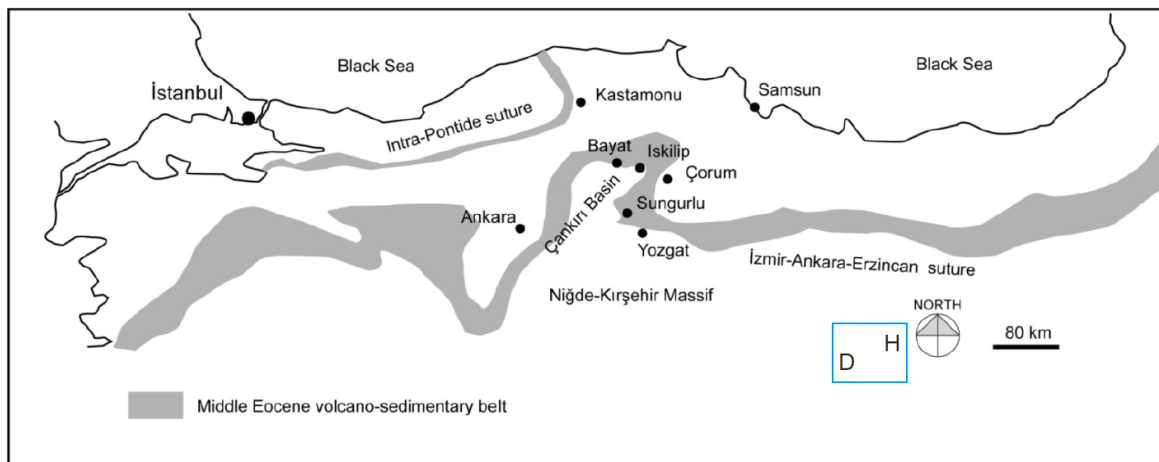 Black Sea
Black Sea
İstanbul
Kastamonu
Samsun
Intra-Pontide suture
Bayat
Iskilip
Çorum
Çankırı Basin
Sungurlu
Ankara
Yozgat
İzmir-Ankara-Erzincan suture
Niğde-Kırşehir Massif
NORTH
H
D
80 km
Middle Eocene volcano-sedimentary belt